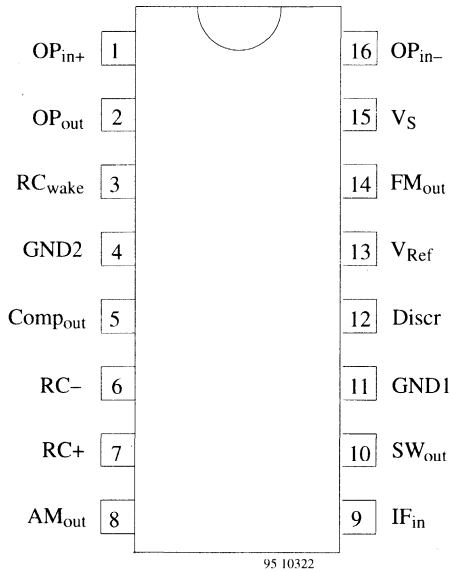 OPin+ 1 16 OPin–
OPout 2 15 VS
RCwake 3 14 FMout
GND2 4 13 VRef
Compout 5 12 Discr
RC– 6 11 GND1
RC+ 7 10 SWout
AMout 8 9 IFin
95 10322